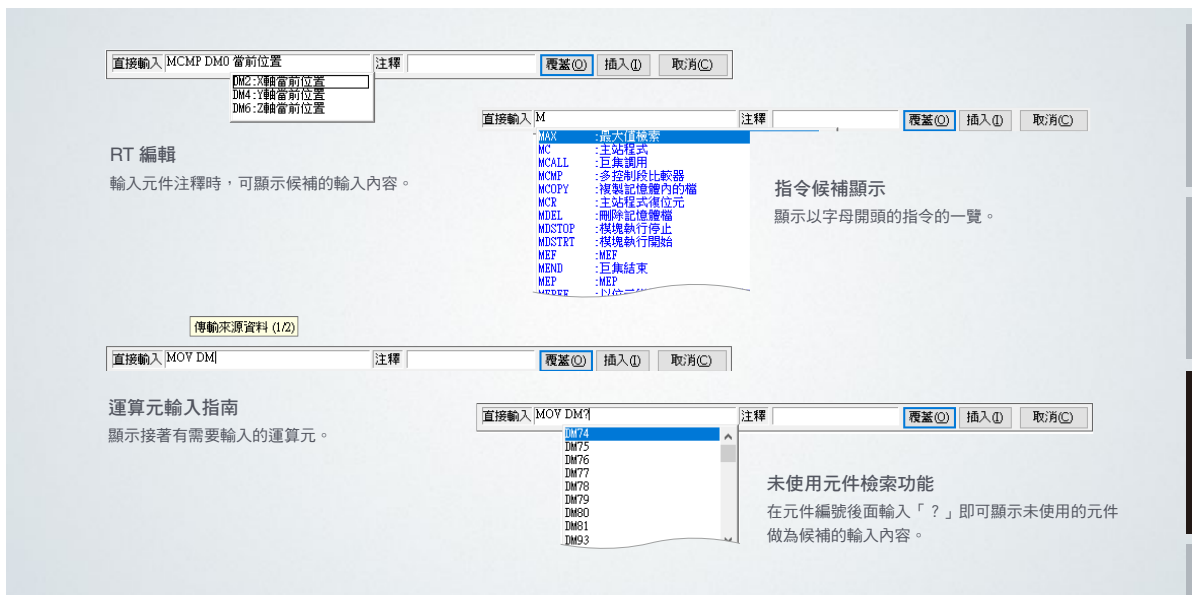 直接輸入 MCMP DM0 當前位置 注釋 覆蓋(O) 插入(I) 取消(C)
DM2:X軸當前位置
DM4:Y軸當前位置
DM6:Z軸當前位置
RT 編輯
輸入元件注釋時，可顯示候補的輸入內容。
直接輸入 M 注釋 覆蓋(O) 插入(I) 取消(C)
MAX :最大值檢索
MC :主站程式
MCALL :巨集調用
MCMP :多控制段比較器
MCOPY :複製記憶體內的檔
MCR :主站程式復位元
MDEL :刪除記憶體檔
MDSTOP :模塊執行停止
MDSTRT :模塊執行開始
MEF :MEF
MEND :巨集結束
MEP :MEP
指令候補顯示
顯示以字母開頭的指令的一覽。
傳輸來源資料 (1/2)
直接輸入 MOV DM 注釋 覆蓋(O) 插入(I) 取消(C)
運算元輸入指南
顯示接著有需要輸入的運算元。
直接輸入 MOV DM? 注釋 覆蓋(O) 插入(I) 取消(C)
DM74
DM75
DM76
DM77
DM78
DM79
DM80
DM81
DM93
未使用元件檢索功能
在元件編號後面輸入「？」即可顯示未使用的元件
做為候補的輸入內容。